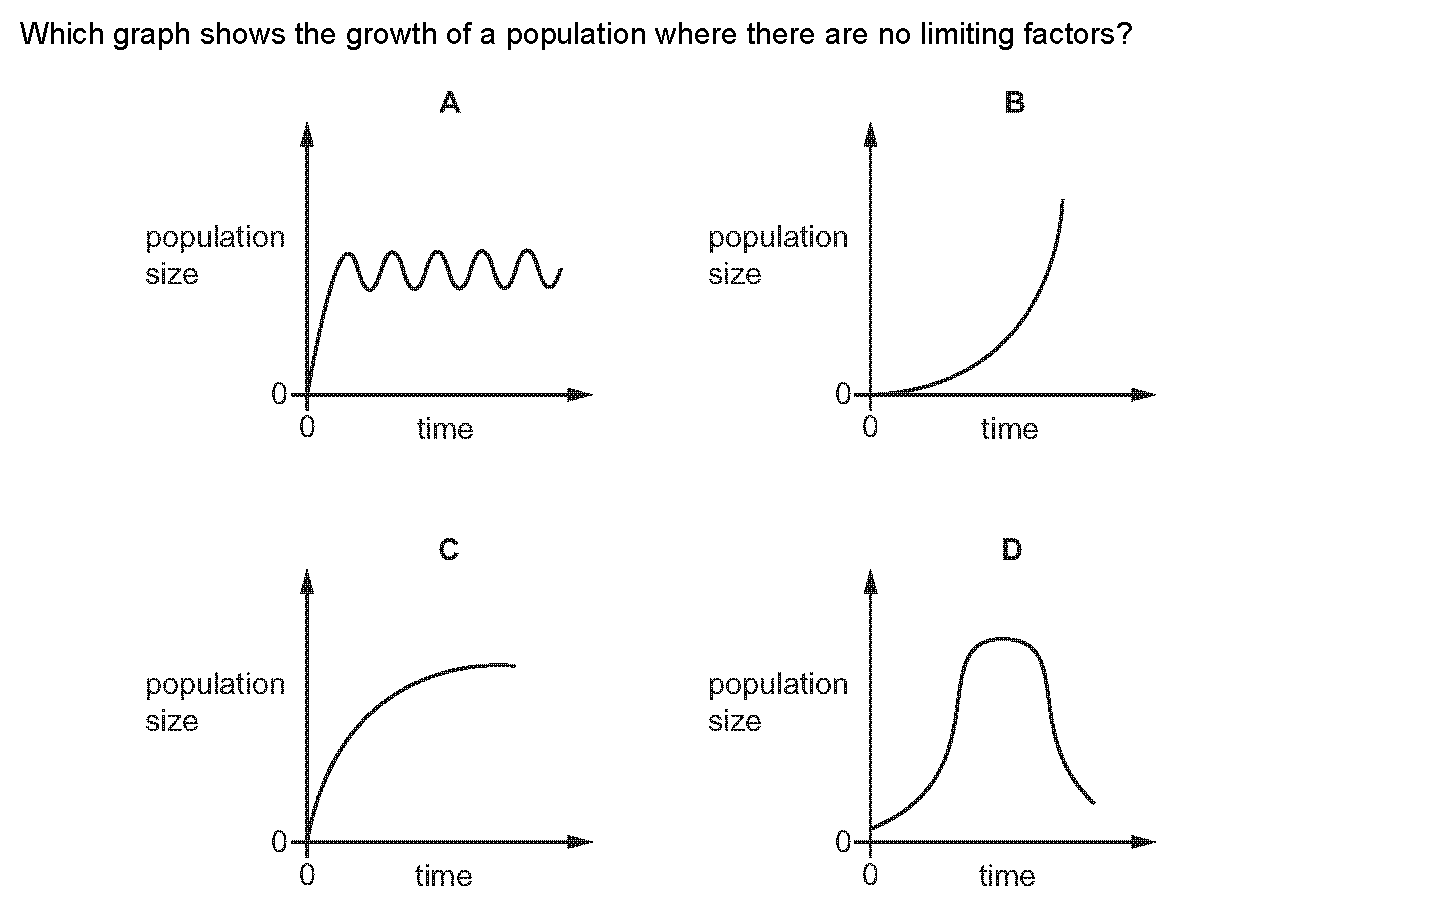 Which graph shows the growth of a population where there are no limiting factors?
A
population
size
0
0
time
B
population
size
0
0
time
C
population
size
0
0
time
D
population
size
0
0
time